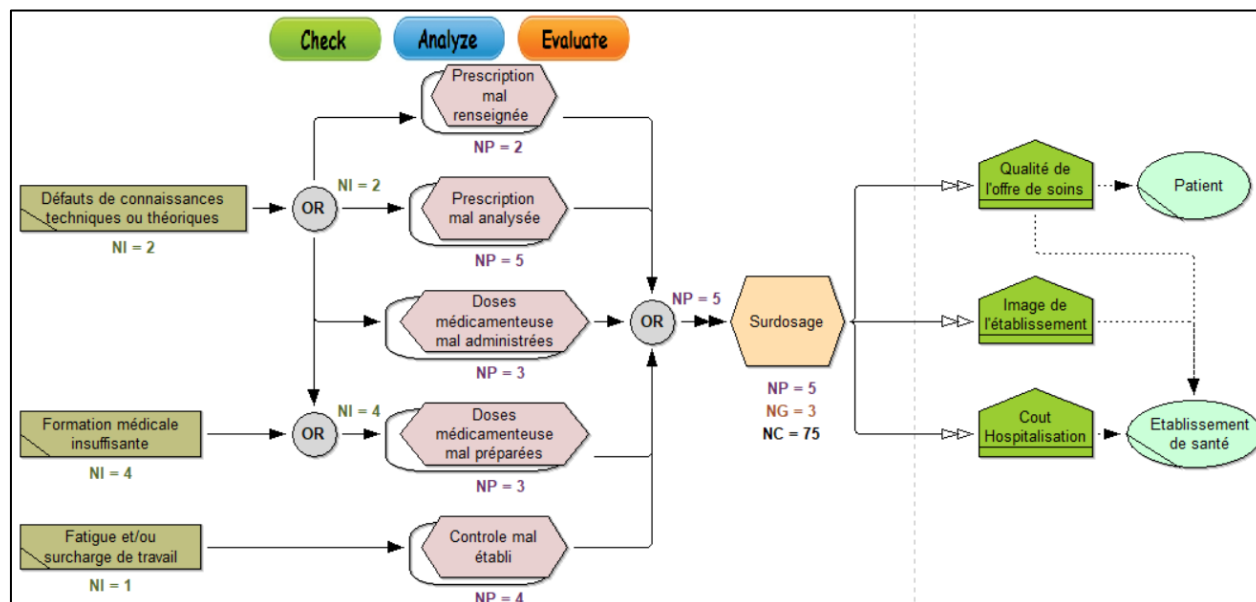 Check
Analyze
Evaluate
Prescription
mal
renseignée
NP = 2
Défauts de connaissances
techniques ou théoriques
NI = 2
OR
NI = 2
Prescription
mal analysée
NP = 5
Doses
médicamenteuse
mal administrées
NP = 3
Formation médicale
insuffisante
NI = 4
OR
NI = 4
Doses
médicamenteuse
mal préparées
NP = 3
Fatigue et/ou
surcharge de travail
NI = 1
Controle mal
établi
NP = 4
OR
NP = 5
Surdosage
NP = 5
NG = 3
NC = 75
Qualité de
l'offre de soins
Patient
Image de
l'établissement
Cout
Hospitalisation
Etablissement
de santé